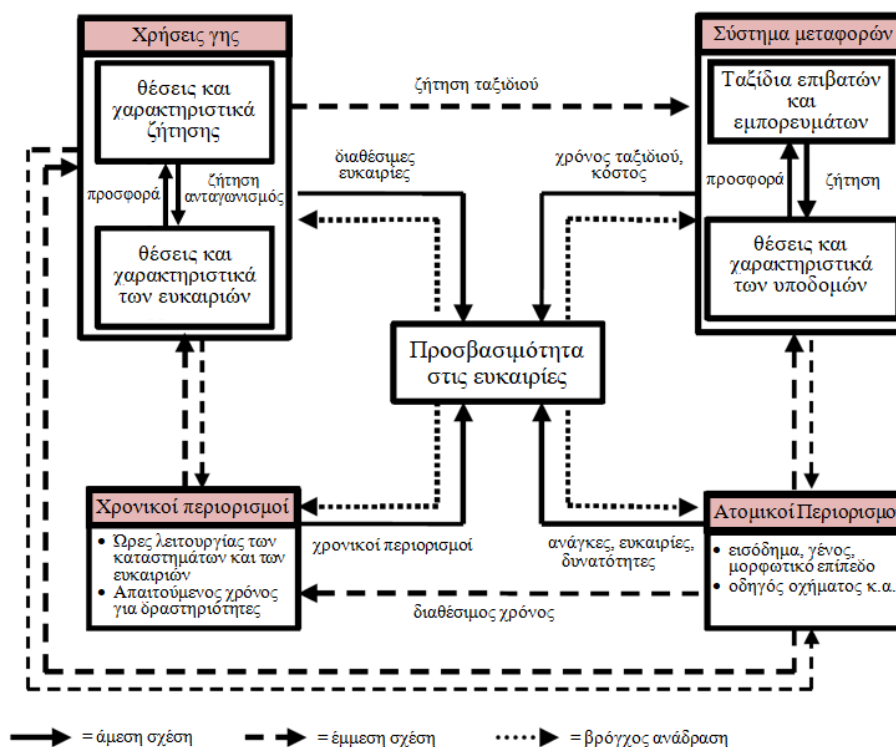 Χρήσεις γης
θέσεις και
χαρακτηριστικά
ζήτησης
προσφορά
ζήτηση
ανταγωνισμός
θέσεις και
χαρακτηριστικά
των ευκαιριών
ζήτηση ταξιδιού
Σύστημα μεταφορών
Ταξίδια επιβατών
και
εμπορευμάτων
προσφορά
ζήτηση
θέσεις και
χαρακτηριστικά
των υποδομών
διαθέσιμες
ευκαιρίες
χρόνος ταξιδιού,
κόστος
Προσβασιμότητα
στις ευκαιρίες
Χρονικοί περιορισμοί
• Ώρες λειτουργίας των
καταστημάτων και των
ευκαιριών
• Απαιτούμενος χρόνος
για δραστηριότητες
χρονικοί περιορισμοί
ανάγκες, ευκαιρίες,
δυνατότητες
διαθέσιμος χρόνος
Ατομικοί Περιορισμοί
• εισόδημα, γένος,
μορφωτικό επίπεδο
• οδηγός οχήματος κ.α.
= άμεση σχέση
= έμμεση σχέση
= βρόγχος ανάδραση